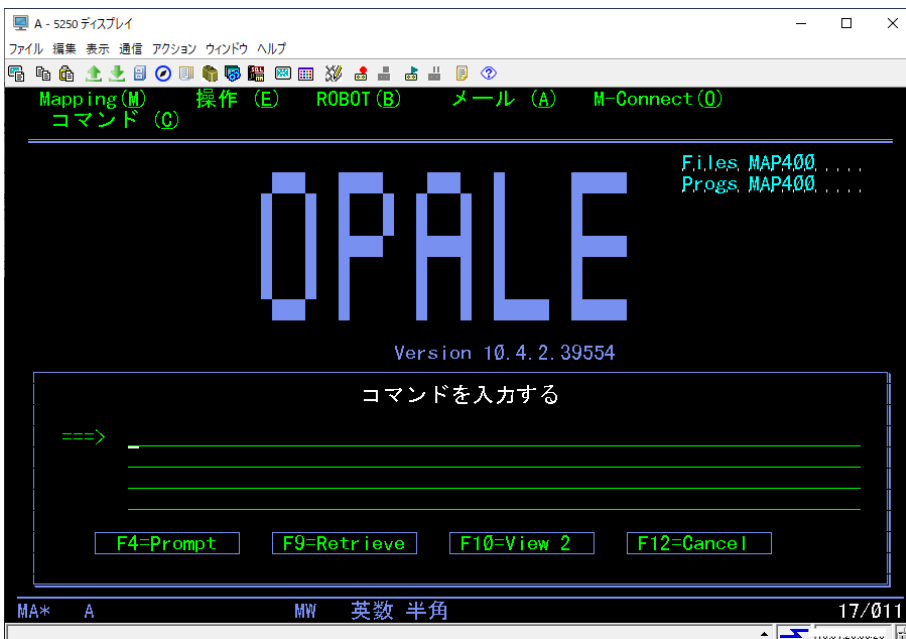 A - 5250 ディスプレイ
ファイル 編集 表示 通信 アクション ウィンドウ ヘルプ
Mapping(M) 操作 (E) ROBOT(B) メール (A) M-Connect(O)
コマンド (C)
Files MAP400.....
Progs MAP400.....
OPALE
Version 10.4.2.39554
コマンドを入力する
===>
F4=Prompt F9=Retrieve F10=View 2 F12=Cancel
MA* A MW 英数 半角 17/011